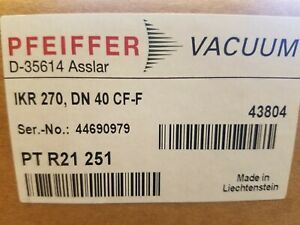 PFEIFFER VACUUM
D-35614 Asslar
IKR 270, DN 40 CF-F
43804
Ser.-No.: 44690979
PT R21 251
Made in
Liechtenstein